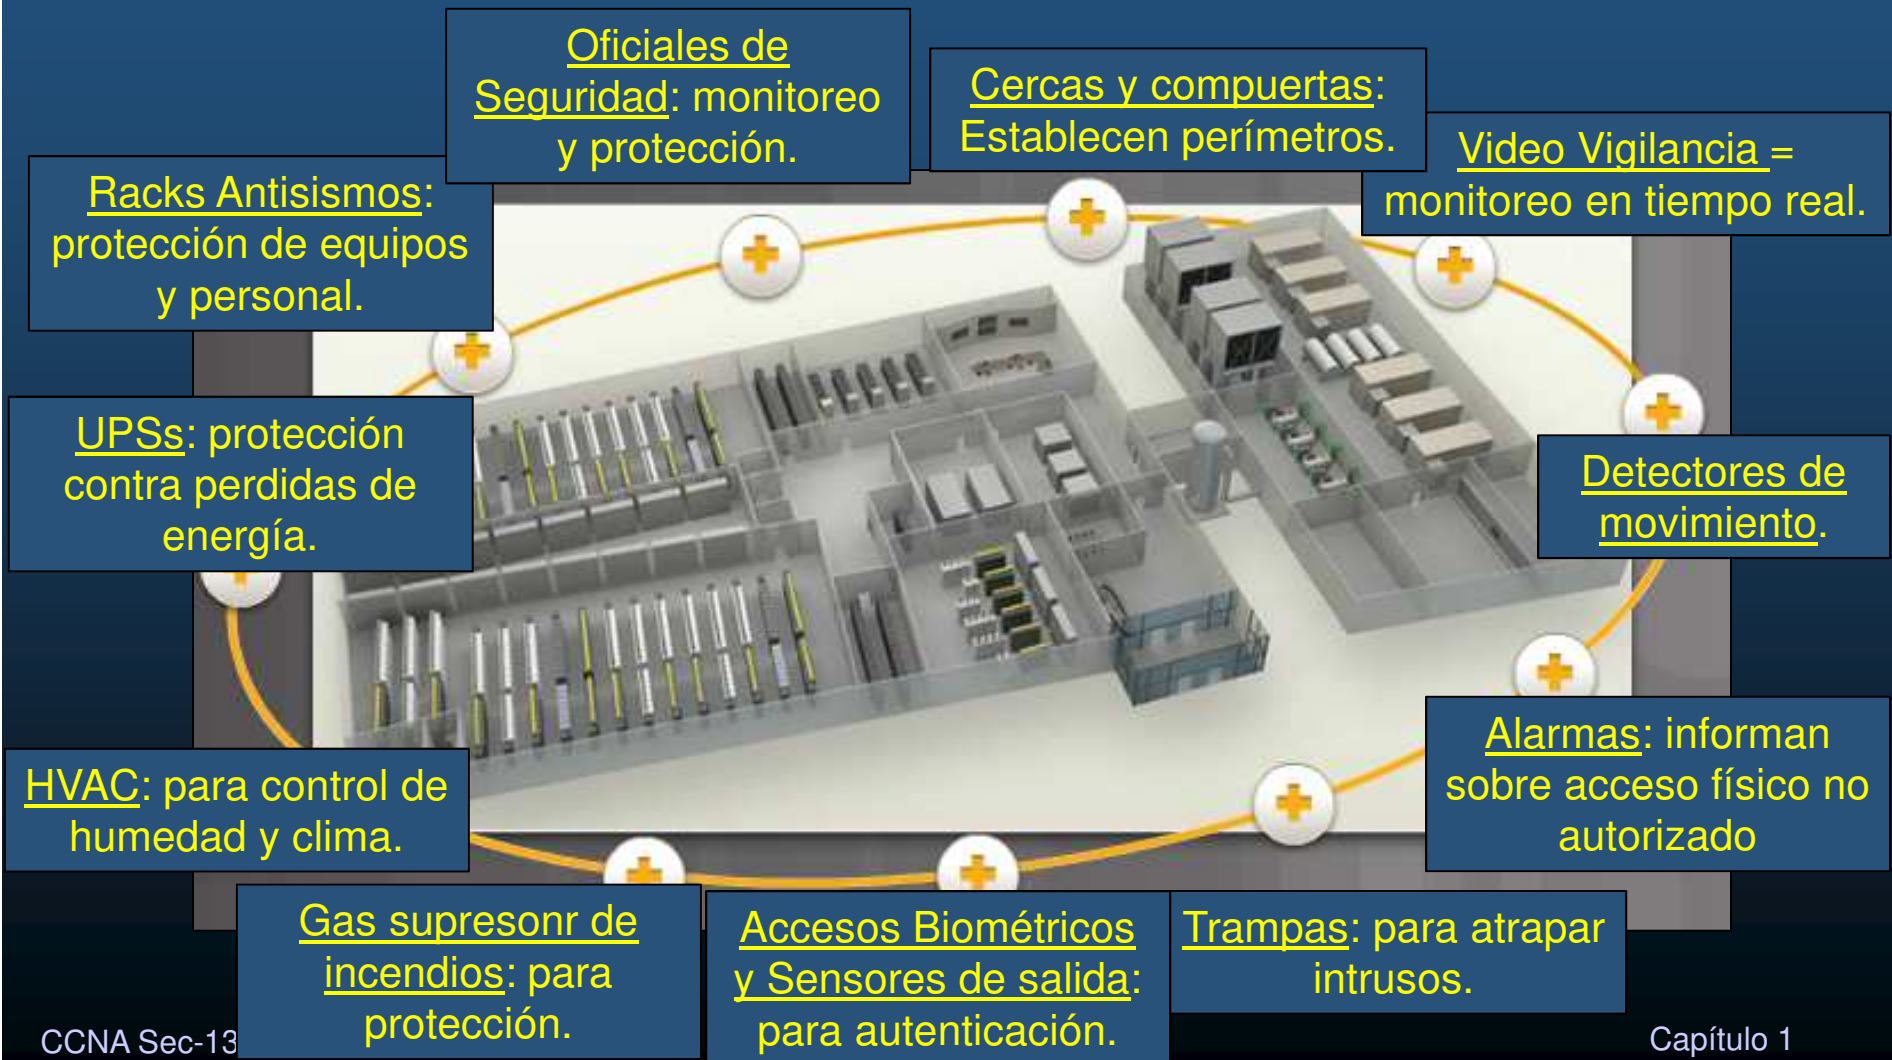 Oficiales de
Seguridad: monitoreo
y protección.
Cercas y compuertas:
Establecen perímetros.
Video Vigilancia =
monitoreo en tiempo real.
Racks Antisismos:
protección de equipos
y personal.
UPSs: protección
contra perdidas de
energía.
Detectores de
movimiento.
HVAC: para control de
humedad y clima.
Alarmas: informan
sobre acceso físico no
autorizado
Gas supresonr de
incendios: para
protección.
Accesos Biométricos
y Sensores de salida:
para autenticación.
Trampas: para atrapar
intrusos.
CCNA Sec-13
Capítulo 1